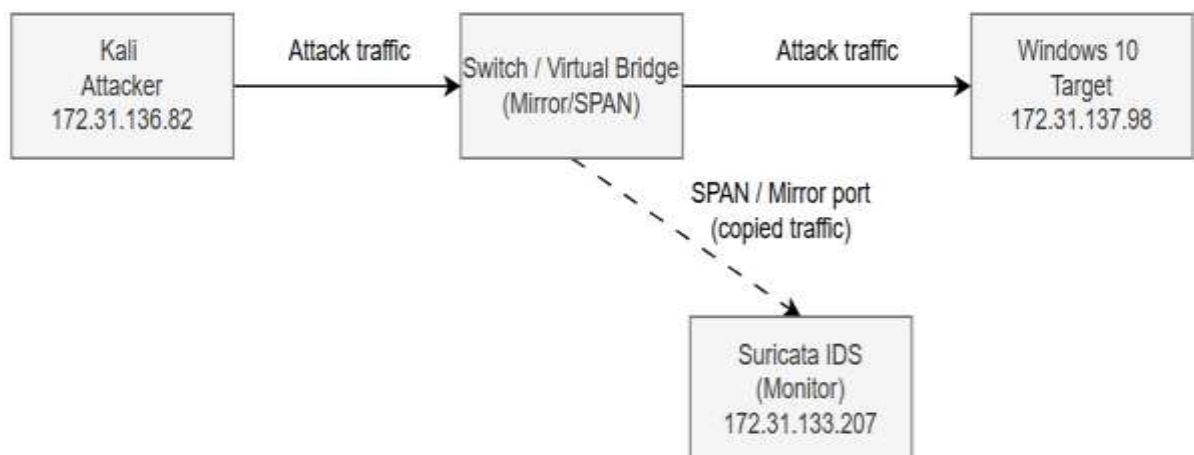 Kali
Attacker
172.31.136.82
Attack traffic
Switch / Virtual Bridge
(Mirror/SPAN)
Attack traffic
Windows 10
Target
172.31.137.98
SPAN / Mirror port
(copied traffic)
Suricata IDS
(Monitor)
172.31.133.207